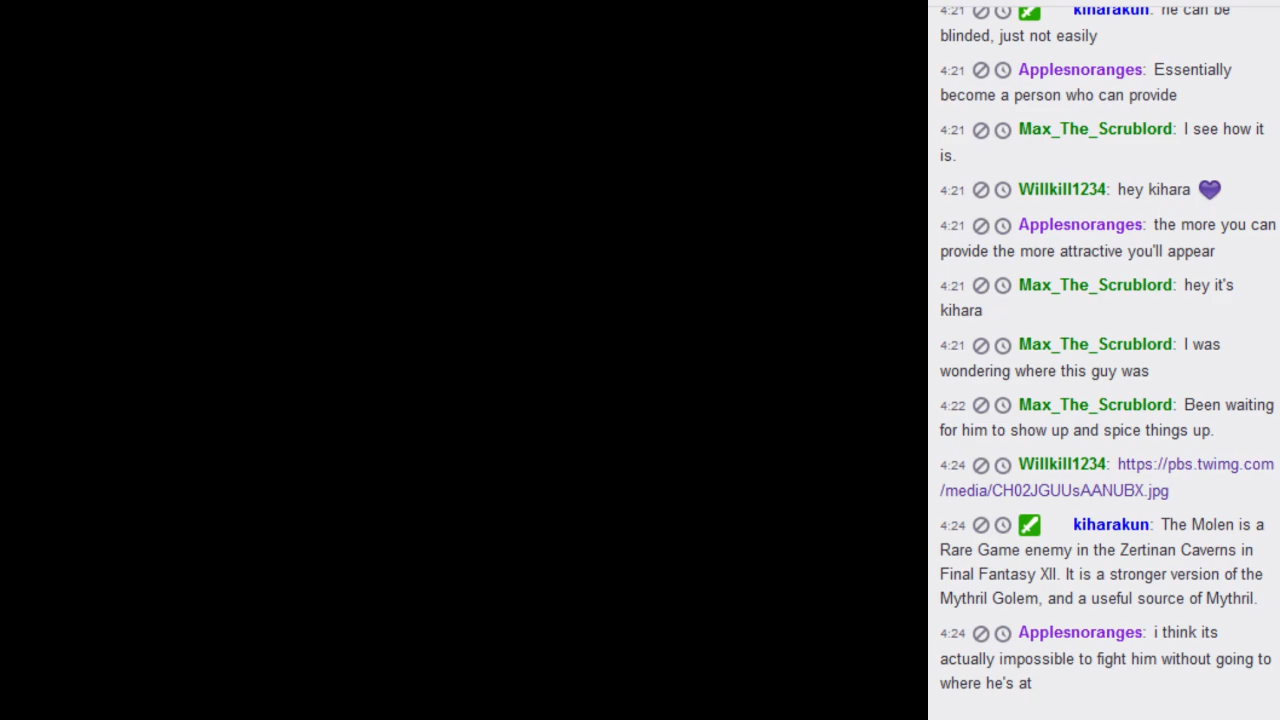 4:21 kiharakun: he can be
blinded, just not easily
4:21 Applesnoranges: Essentially
become a person who can provide
4:21 Max_The_Scrublord: I see how it
is.
4:21 Willkill1234: hey kihara
4:21 Applesnoranges: the more you can
provide the more attractive you'll appear
4:21 Max_The_Scrublord: hey it's
kihara
4:21 Max_The_Scrublord: I was
wondering where this guy was
4:22 Max_The_Scrublord: Been waiting
for him to show up and spice things up.
4:24 Willkill1234: https://pbs.twimg.com
/media/CH02JGUUsAANUBX.jpg
4:24 kiharakun: The Molen is a
Rare Game enemy in the Zertinan Caverns in
Final Fantasy XII. It is a stronger version of the
Mythril Golem, and a useful source of Mythril.
4:24 Applesnoranges: i think its
actually impossible to fight him without going to
where he's at